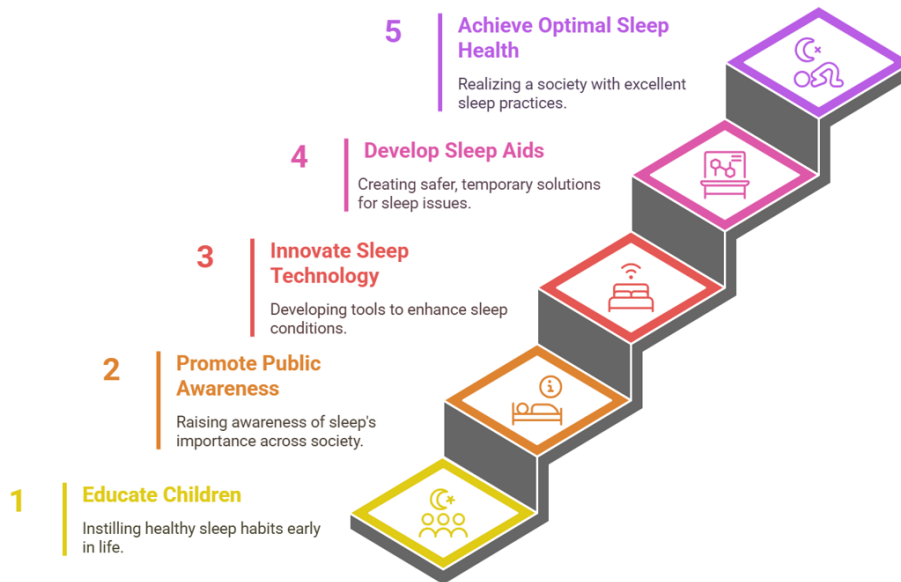 5
Achieve Optimal Sleep
Health
Realizing a society with excellent
sleep practices.
4
Develop Sleep Aids
Creating safer, temporary solutions
for sleep issues.
3
Innovate Sleep
Technology
Developing tools to enhance sleep
conditions.
2
Promote Public
Awareness
Raising awareness of sleep's
importance across society.
1
Educate Children
Instilling healthy sleep habits early
in life.